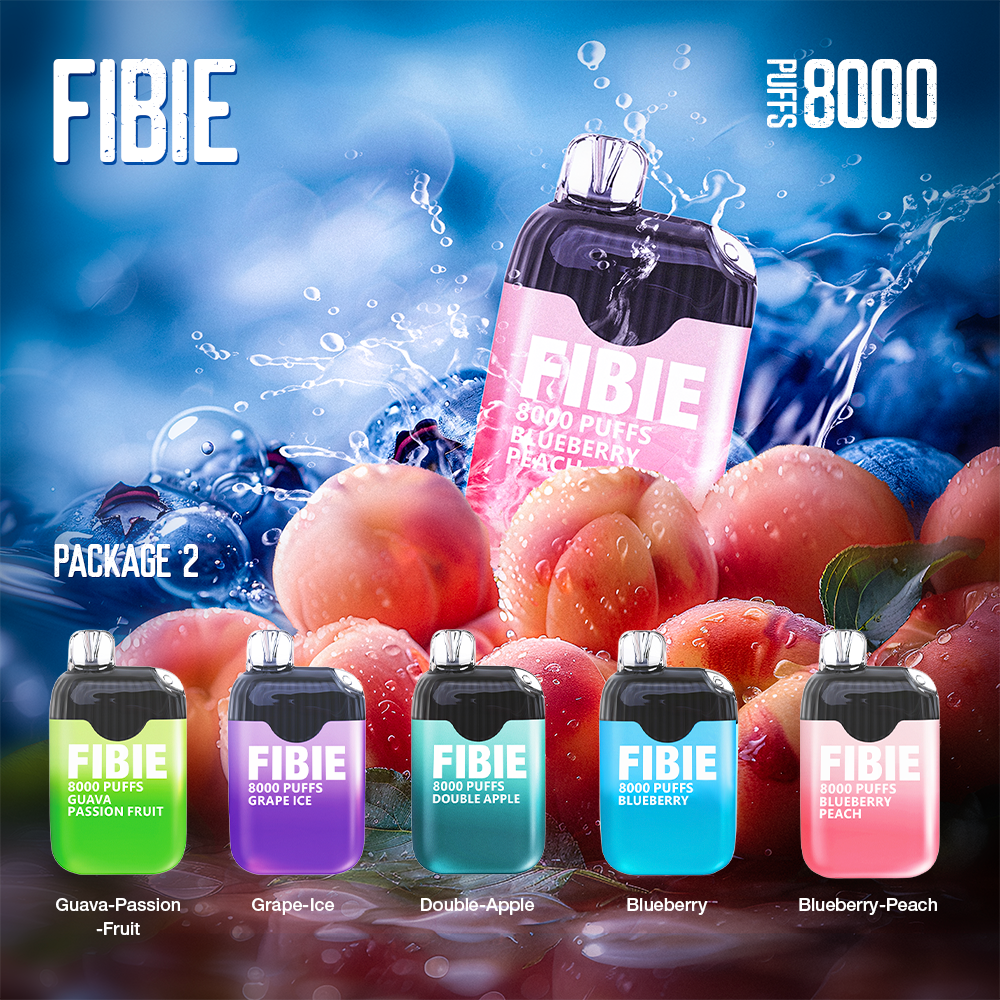 FIBIE
PUFFS 8000
FIBIE
8000 PUFFS
BLUEBERRY
PEACH
PACKAGE 2
FIBIE
8000 PUFFS
GUAVA
PASSION FRUIT
FIBIE
8000 PUFFS
GRAPE ICE
FIBIE
8000 PUFFS
DOUBLE APPLE
FIBIE
8000 PUFFS
BLUEBERRY
FIBIE
8000 PUFFS
BLUEBERRY
PEACH
Guava-Passion
-Fruit
Grape-Ice
Double-Apple
Blueberry
Blueberry-Peach